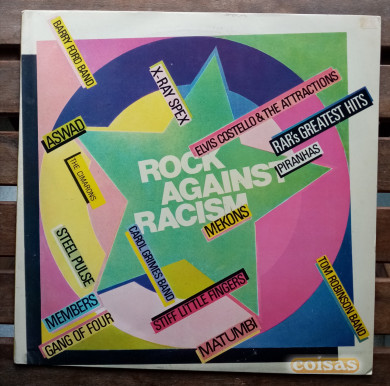 BARRY FORD BAND
X-RAY SPEX
ELVIS COSTELLO & THE ATTRACTIONS
RAR's GREATEST HITS
PIRANHAS
ASWAD
THE CIMARONS
ROCK
AGAINST
RACISM
MEKONS
STEEL PULSE
CAROL GRIMES BAND
STIFF LITTLE FINGERS
MEMBERS
GANG OF FOUR
MATUMBI
TOM ROBINSON BAND
coisas